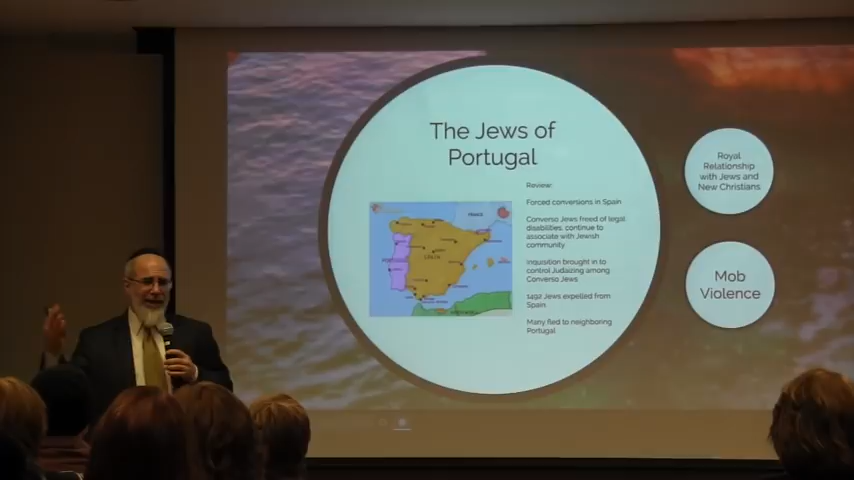 The Jews of
Portugal
Review:
Forced conversions in Spain
Converso Jews freed of legal
disabilities, continue to
associate with Jewish
community.
Inquisition brought in to
control Judaizing among
Converso Jews
1492 Jews expelled from
Spain
Many fled to neighboring
Portugal
Royal
Relationship
with Jews and
New Christians
Mob
Violence